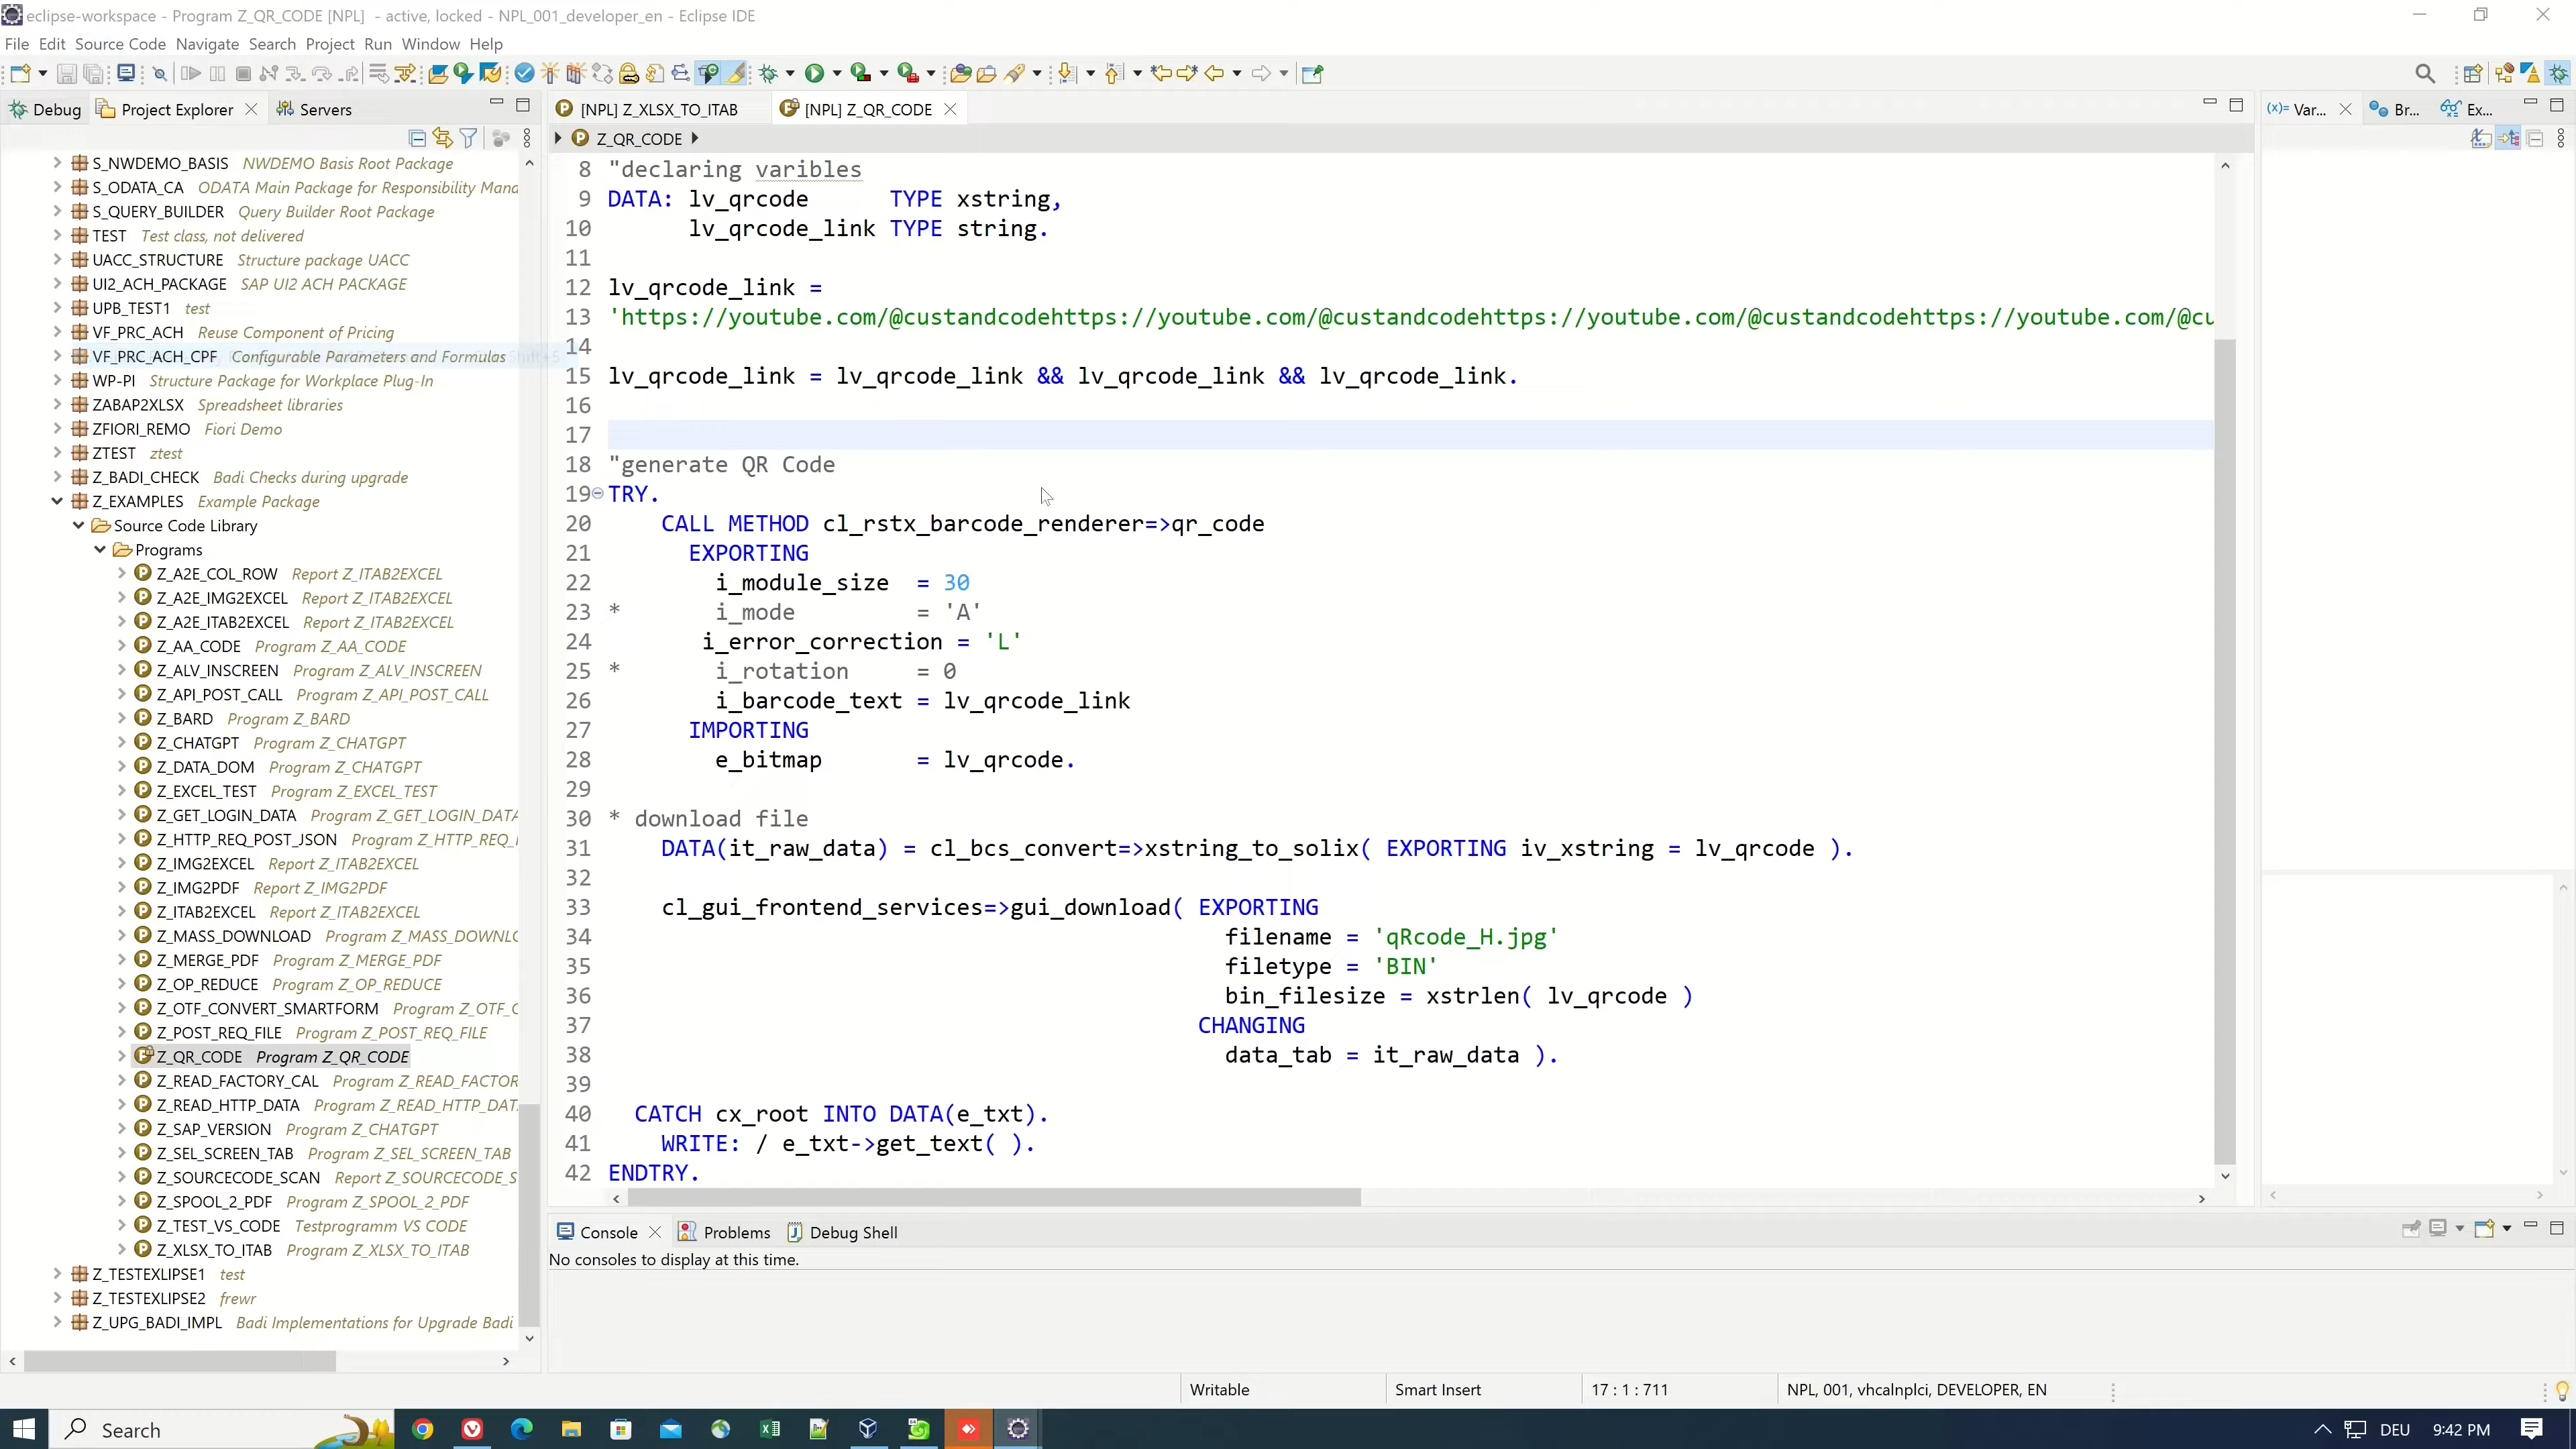 eclipse-workspace - Program Z_QR_CODE [NPL] - active, locked - NPL_001_developer_en - Eclipse IDE
File Edit Source Code Navigate Search Project Run Window Help
Debug Project Explorer Servers
[NPL] Z_XLSX_TO_ITAB [NPL] Z_QR_CODE
(x)= Var... Br... Ex...
Z_QR_CODE
S_NWDEMO_BASIS NWDEMO Basis Root Package
S_ODATA_CA ODATA Main Package for Responsibility Mana
S_QUERY_BUILDER Query Builder Root Package
TEST Test class, not delivered
UACC_STRUCTURE Structure package UACC
UI2_ACH_PACKAGE SAP UI2 ACH PACKAGE
UPB_TEST1 test
VF_PRC_ACH Reuse Component of Pricing
VF_PRC_ACH_CPF Configurable Parameters and Formulas
WP-PI Structure Package for Workplace Plug-In
ZABAP2XLSX Spreadsheet libraries
ZFIORI_REMO Fiori Demo
ZTEST ztest
Z_BADI_CHECK Badi Checks during upgrade
Z_EXAMPLES Example Package
Source Code Library
Programs
Z_A2E_COL_ROW Report Z_ITAB2EXCEL
Z_A2E_IMG2EXCEL Report Z_ITAB2EXCEL
Z_A2E_ITAB2EXCEL Report Z_ITAB2EXCEL
Z_AA_CODE Program Z_AA_CODE
Z_ALV_INSCREEN Program Z_ALV_INSCREEN
Z_API_POST_CALL Program Z_API_POST_CALL
Z_BARD Program Z_BARD
Z_CHATGPT Program Z_CHATGPT
Z_DATA_DOM Program Z_CHATGPT
Z_EXCEL_TEST Program Z_EXCEL_TEST
Z_GET_LOGIN_DATA Program Z_GET_LOGIN_DATA
Z_HTTP_REQ_POST_JSON Program Z_HTTP_REQ_I
Z_IMG2EXCEL Report Z_ITAB2EXCEL
Z_IMG2PDF Report Z_IMG2PDF
Z_ITAB2EXCEL Report Z_ITAB2EXCEL
Z_MASS_DOWNLOAD Program Z_MASS_DOWNLO
Z_MERGE_PDF Program Z_MERGE_PDF
Z_OP_REDUCE Program Z_OP_REDUCE
Z_OTF_CONVERT_SMARTFORM Program Z_OTF_C
Z_POST_REQ_FILE Program Z_POST_REQ_FILE
Z_QR_CODE Program Z_QR_CODE
Z_READ_FACTORY_CAL Program Z_READ_FACTOR
Z_READ_HTTP_DATA Program Z_READ_HTTP_DAT
Z_SAP_VERSION Program Z_CHATGPT
Z_SEL_SCREEN_TAB Program Z_SEL_SCREEN_TAB
Z_SOURCECODE_SCAN Report Z_SOURCECODE_S
Z_SPOOL_2_PDF Program Z_SPOOL_2_PDF
Z_TEST_VS_CODE Testprogramm VS CODE
Z_XLSX_TO_ITAB Program Z_XLSX_TO_ITAB
Z_TESTEXLIPSE1 test
Z_TESTEXLIPSE2 frewr
Z_UPG_BADI_IMPL Badi Implementations for Upgrade Badi
8 "declaring varibles
9 DATA: lv_qrcode TYPE xstring,
10 lv_qrcode_link TYPE string.
11
12 lv_qrcode_link =
13 'https://youtube.com/@custandcodehttps://youtube.com/@custandcodehttps://youtube.com/@custandcodehttps://youtube.com/@cu
14
15 lv_qrcode_link = lv_qrcode_link && lv_qrcode_link && lv_qrcode_link.
16
17
18 "generate QR Code
19 TRY.
20 CALL METHOD cl_rstx_barcode_renderer=>qr_code
21 EXPORTING
22 i_module_size = 30
23 * i_mode = 'A'
24 i_error_correction = 'L'
25 * i_rotation = 0
26 i_barcode_text = lv_qrcode_link
27 IMPORTING
28 e_bitmap = lv_qrcode.
29
30 * download file
31 DATA(it_raw_data) = cl_bcs_convert=>xstring_to_solix( EXPORTING iv_xstring = lv_qrcode ).
32
33 cl_gui_frontend_services=>gui_download( EXPORTING
34 filename = 'qRcode_H.jpg'
35 filetype = 'BIN'
36 bin_filesize = xstrlen( lv_qrcode )
37 CHANGING
38 data_tab = it_raw_data ).
39
40 CATCH cx_root INTO DATA(e_txt).
41 WRITE: / e_txt->get_text( ).
42 ENDTRY.
Console Problems Debug Shell
No consoles to display at this time.
Writable Smart Insert 17 : 1 : 711 NPL, 001, vhcalnplci, DEVELOPER, EN
Search DEU 9:42 PM